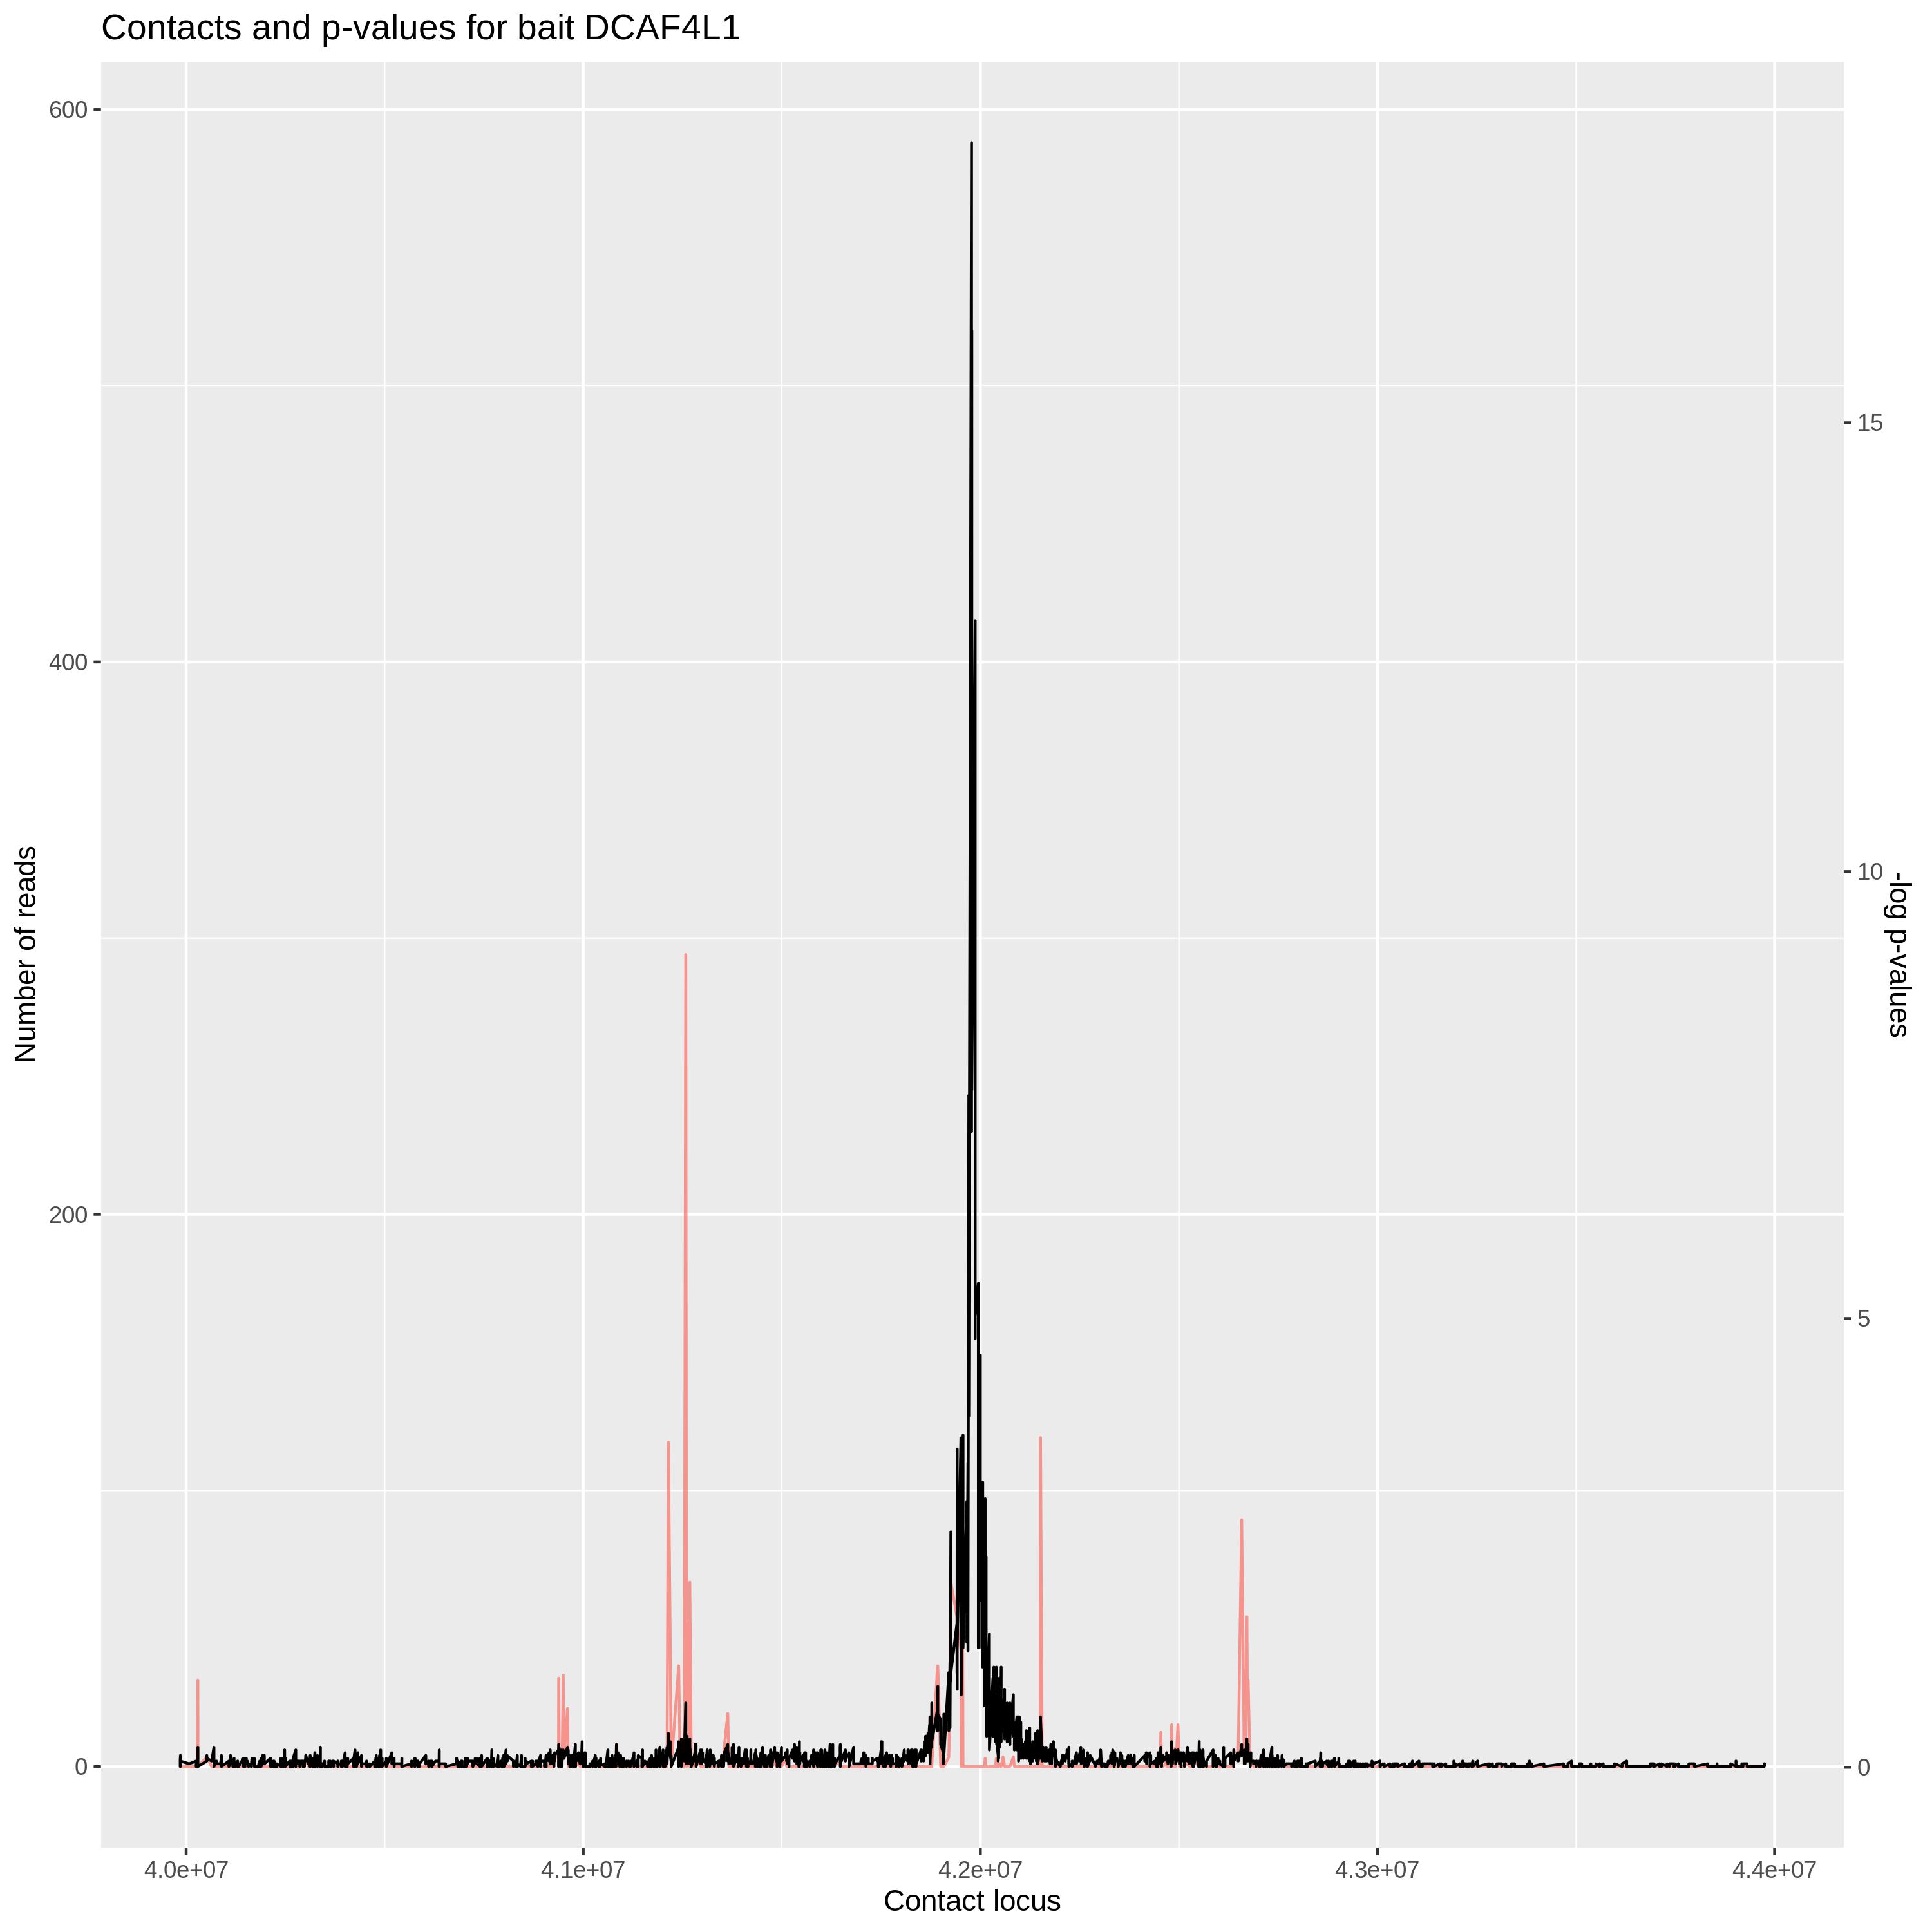 Contacts and p-values for bait DCAF4L1
600
400
200
0
Number of reads
15
10
5
0
-log p-values
4.0e+07
4.1e+07
4.2e+07
4.3e+07
4.4e+07
Contact locus